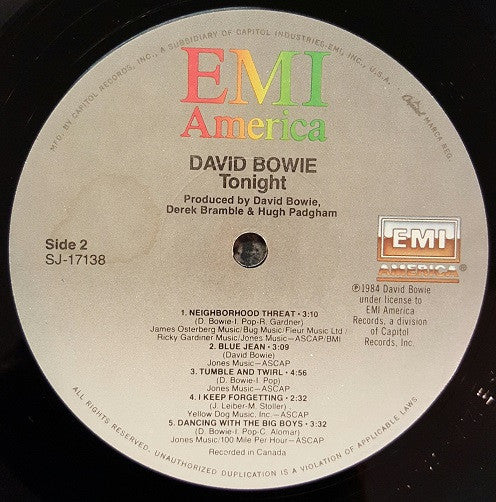 MFD. BY CAPITOL RECORDS, INC., A SUBSIDIARY OF CAPITOL INDUSTRIES-EMI, INC., U.S.A.
Capitol MARCA REG.
EMI
America
DAVID BOWIE
Tonight
Produced by David Bowie,
Derek Bramble & Hugh Padgham
Side 2
SJ-17138
EMI
AMERICA®
℗1984 David Bowie
under license to
EMI America
Records, a division
of Capitol
Records, Inc.
1. NEIGHBORHOOD THREAT • 3:10
(D. Bowie-I. Pop-R. Gardner)
James Osterberg Music/Bug Music/Fieur Music Ltd/
Ricky Gardiner Music/Jones Music—ASCAP/BMI
2. BLUE JEAN • 3:09
(David Bowie)
Jones Music—ASCAP
3. TUMBLE AND TWIRL • 4:56
(D. Bowie-I. Pop)
Jones Music—ASCAP
4. I KEEP FORGETTING • 2:32
(J. Leiber-M. Stoller)
Yellow Dog Music, Inc.—ASCAP
5. DANCING WITH THE BIG BOYS • 3:32
(D. Bowie-I. Pop-C. Alomar)
Jones Music/100 Mile Per Hour—ASCAP
Recorded in Canada
ALL RIGHTS RESERVED. UNAUTHORIZED DUPLICATION IS A VIOLATION OF APPLICABLE LAWS.